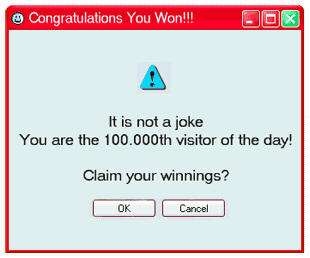 Congratulations You Won!!!
It is not a joke
You are the 100.000th visitor of the day!
Claim your winnings?
OK Cancel